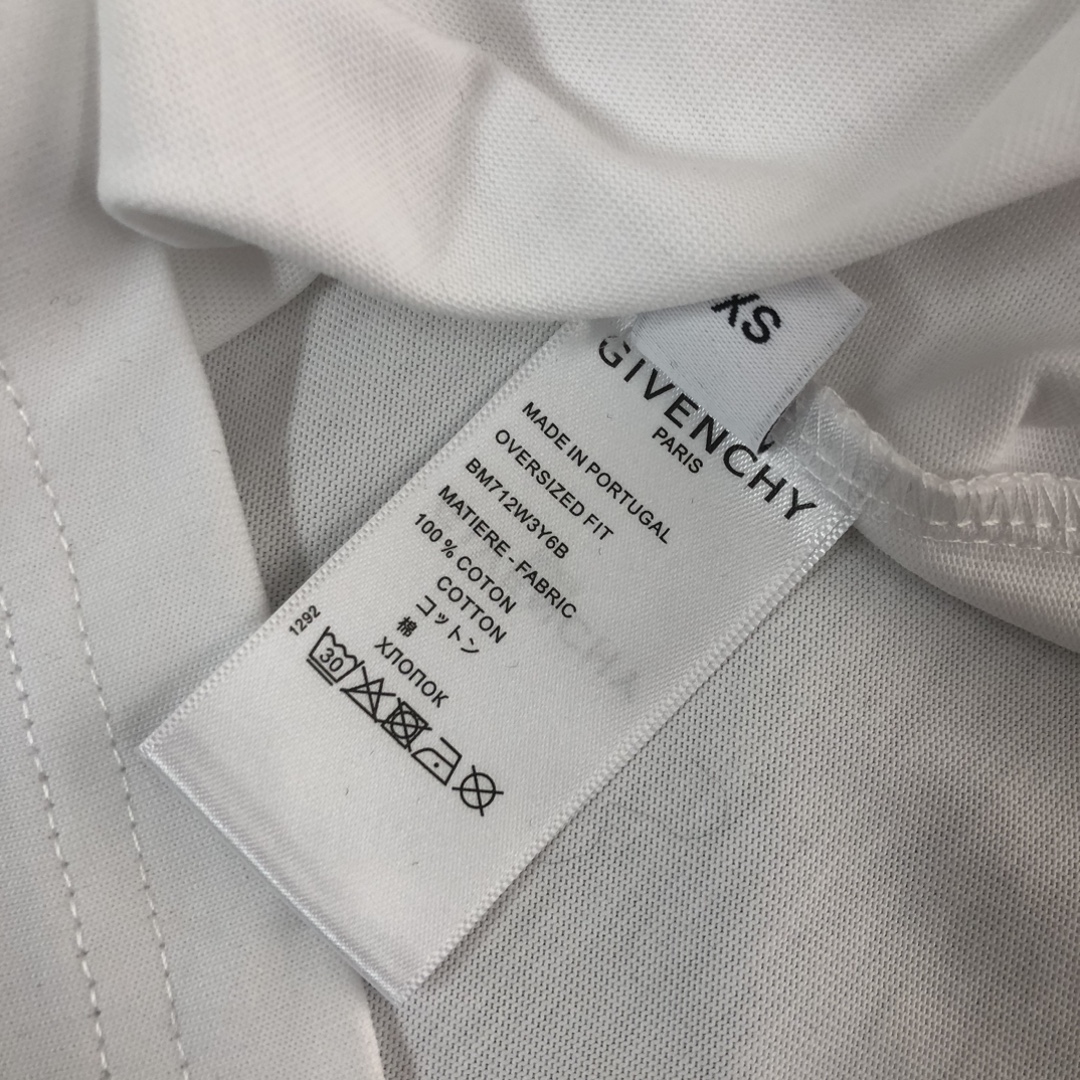 XS
GIVENCHY
PARIS
MADE IN PORTUGAL
OVERSIZED FIT
BM712W3Y6B
MATIERE - FABRIC
100 % COTON
COTTON
コットン
棉
ХЛОПОК
1292
30